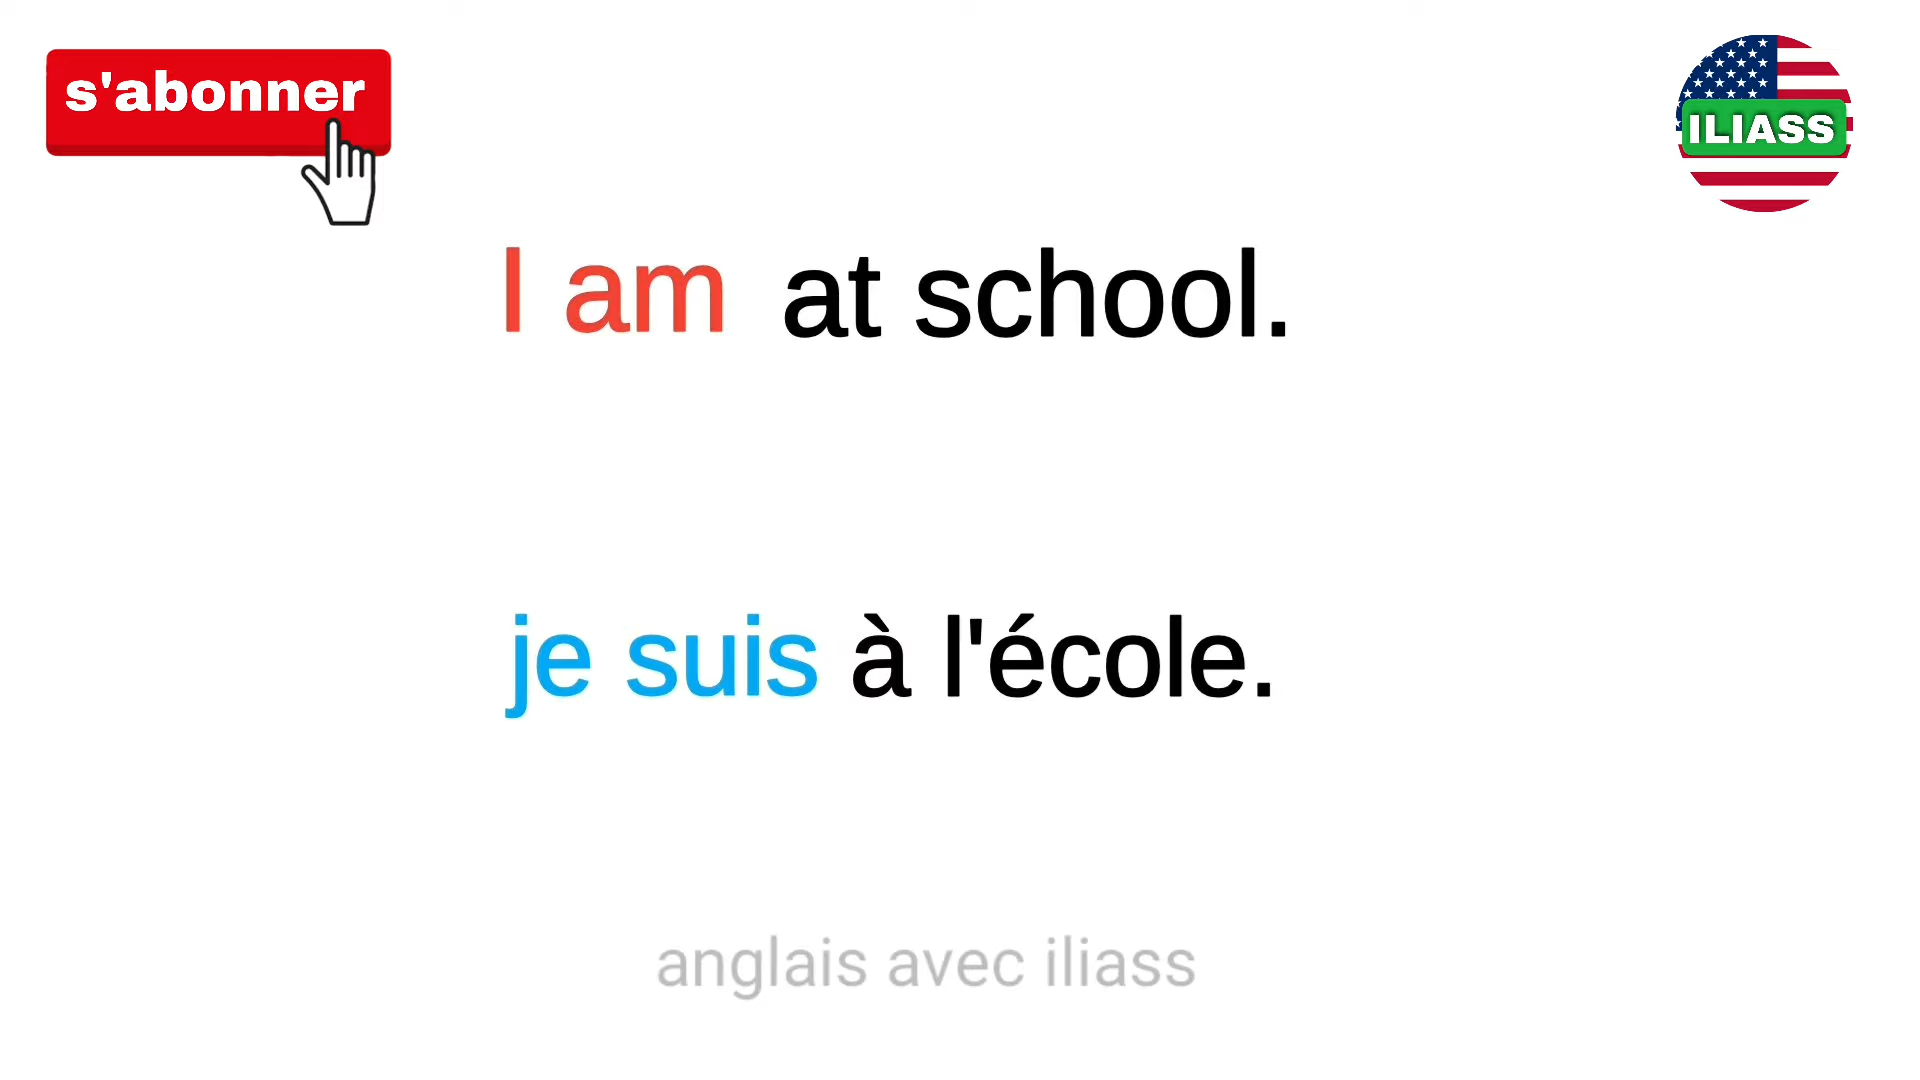 s'abonner
ILIASS
I am at school.
je suis à l'école.
anglais avec iliass